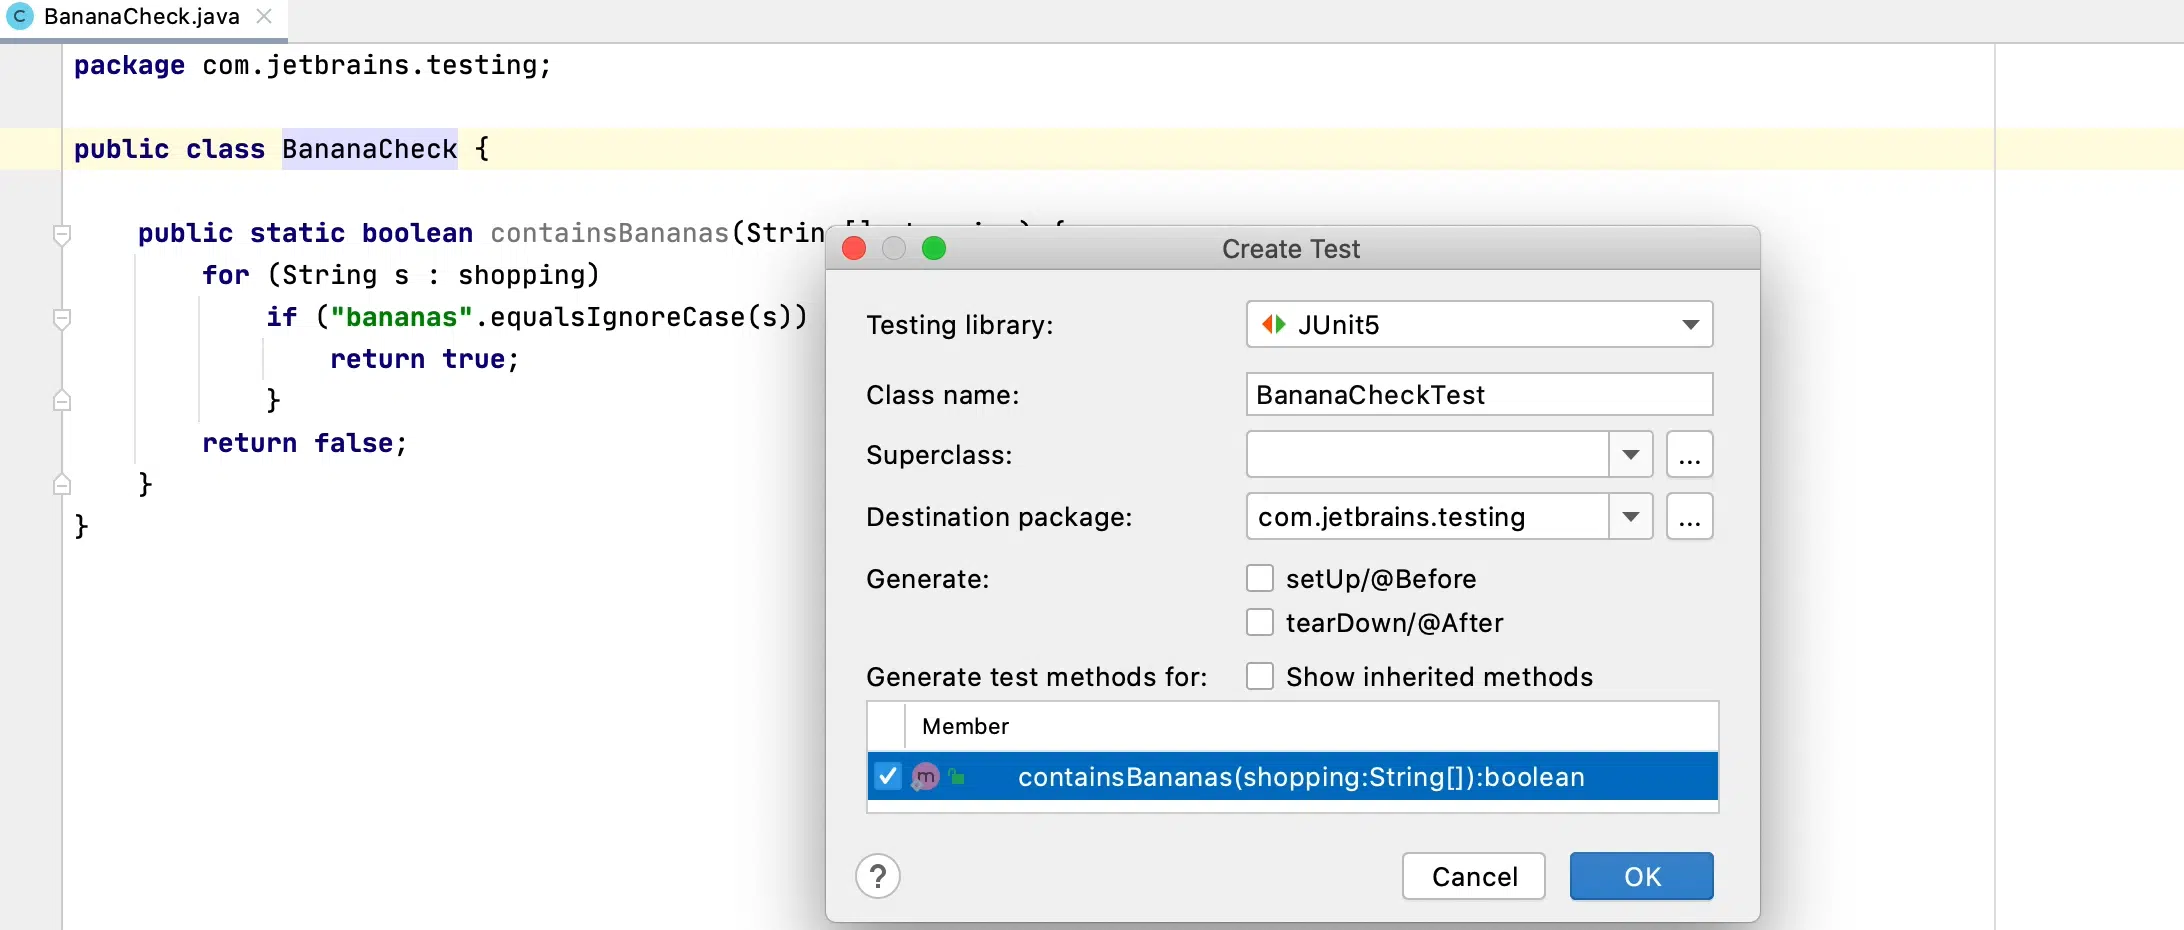 BananaCheck.java
package com.jetbrains.testing;
public class BananaCheck {
public static boolean containsBananas(Strin
for (String s : shopping)
if ("bananas".equalsIgnoreCase(s))
return true;
}
return false;
}
}
Create Test
Testing library: JUnit5
Class name: BananaCheckTest
Superclass: ...
Destination package: com.jetbrains.testing ...
Generate: setUp/@Before
tearDown/@After
Generate test methods for: Show inherited methods
Member
m containsBananas(shopping:String[]):boolean
? Cancel OK